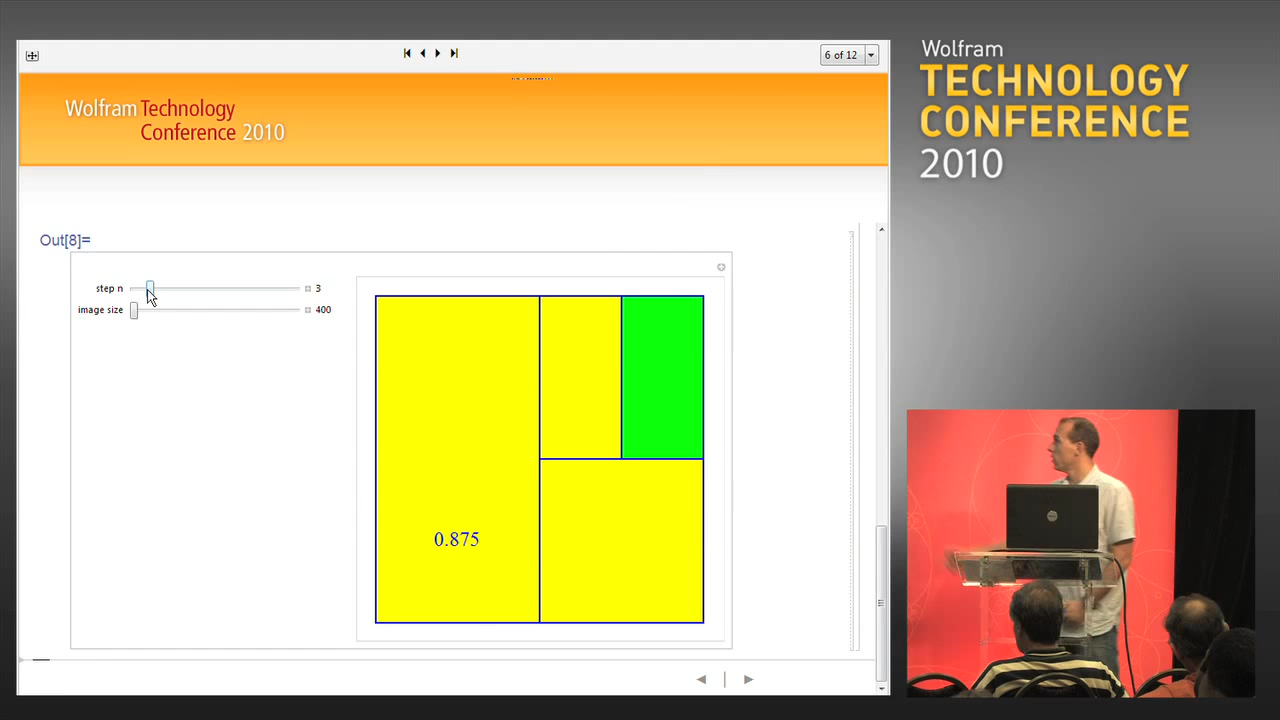 6 of 12
Wolfram Technology
Conference 2010
Out[8]=
step n 3
image size 400
0.875
Wolfram
TECHNOLOGY
CONFERENCE
2010